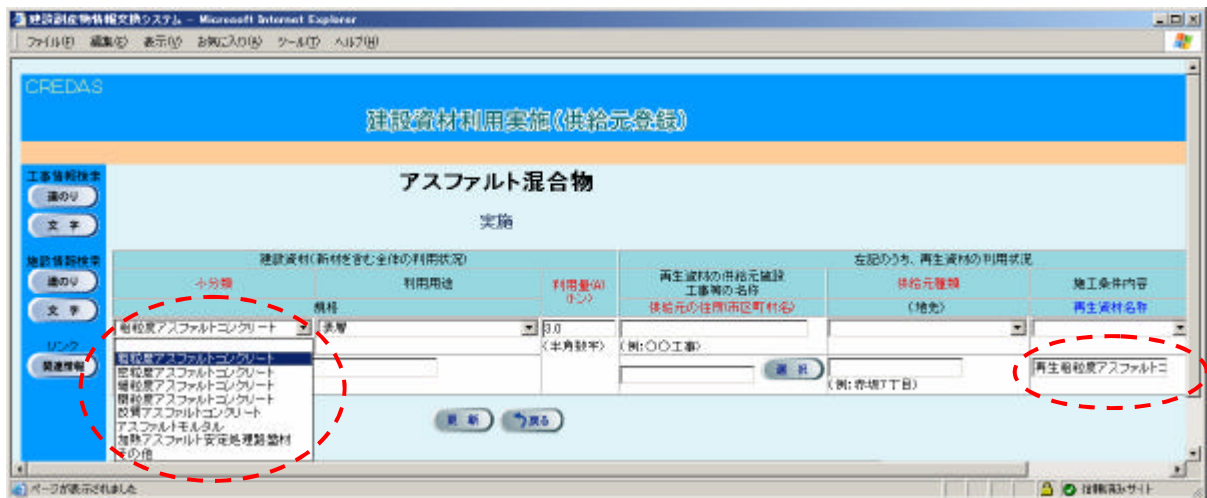 建設副産物情報交換システム - Microsoft Internet Explorer
ファイル(F) 編集(E) 表示(V) お気に入り(A) ツール(T) ヘルプ(H)
CREDAS
建設資材利用実施(供給元登録)
工事情報検索
道のり
文 字
施設情報検索
道のり
文 字
リンク
関連情報
アスファルト混合物
実施
建設資材(新材を含む全体の利用状況)
左記のうち、再生資材の利用状況
小分類
利用用途
利用量(A)
(トン)
再生資材の供給元施設
工事等の名称
供給元種類
施工条件内容
規格
供給元の住所(市区町村名)
(地先)
再生資材名称
粗粒度アスファルトコンクリート
表層
3.0
(半角数字)
(例:○○工事)
粗粒度アスファルトコンクリート
密粒度アスファルトコンクリート
細粒度アスファルトコンクリート
開粒度アスファルトコンクリート
改質アスファルトコンクリート
アスファルトモルタル
加熱アスファルト安定処理路盤材
その他
選 択
(例:赤坂7丁目)
再生粗粒度アスファルトコ
更 新
戻る
ページが表示されました
信頼済みサイト